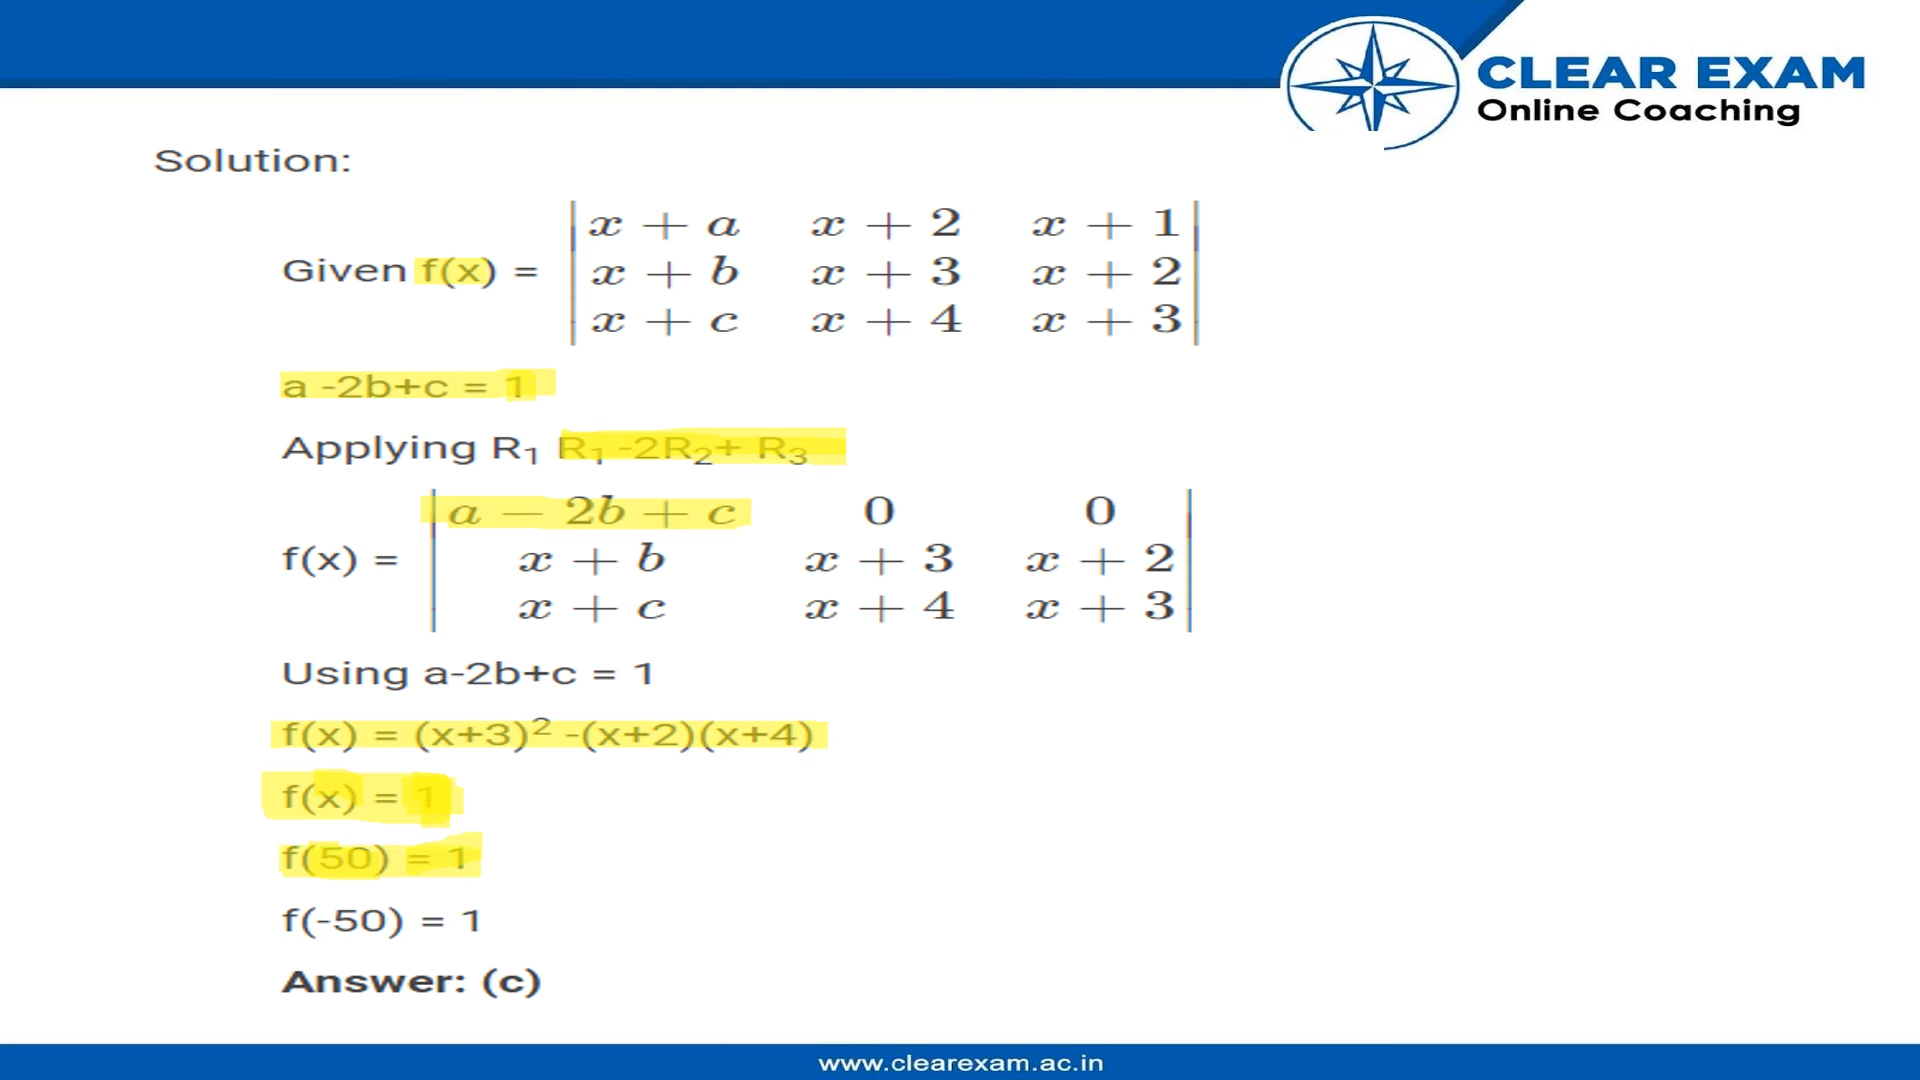 CLEAR EXAM
Online Coaching
Solution:
Given f(x) = | x + a x + 2 x + 1 |
| x + b x + 3 x + 2 |
| x + c x + 4 x + 3 |
a -2b+c = 1
Applying R₁ R₁ -2R₂+ R₃
f(x) = | a − 2b + c 0 0 |
| x + b x + 3 x + 2 |
| x + c x + 4 x + 3 |
Using a-2b+c = 1
f(x) = (x+3)² -(x+2)(x+4)
f(x) = 1
f(50) = 1
f(-50) = 1
Answer: (c)
www.clearexam.ac.in